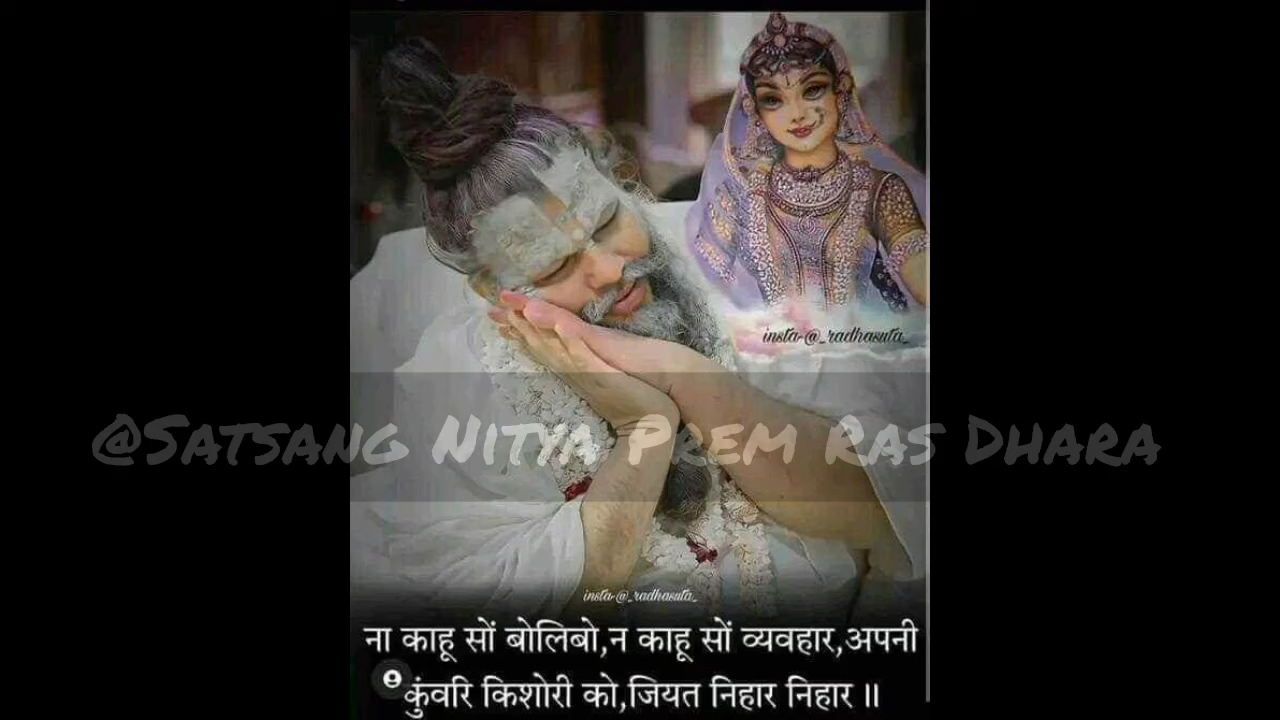 insta-@_radhasuta_
@Satsang Nitya Prem Ras Dhara
insta-@_radhasuta_
ना काहू सों बोलिबो,न काहू सों व्यवहार,अपनी
कुंवरि किशोरी को,जियत निहार निहार ॥